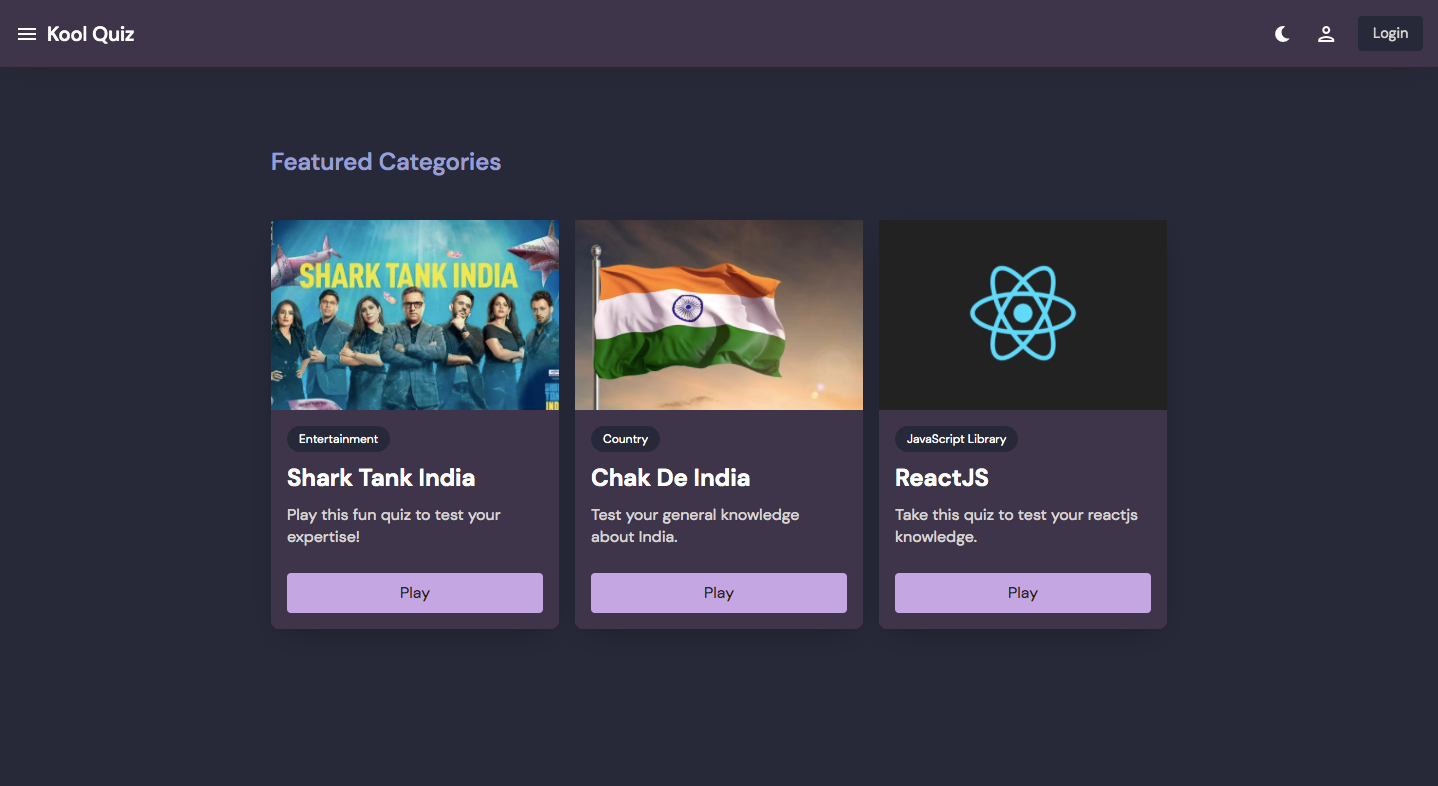 Kool Quiz
Login
Featured Categories
SHARK TANK INDIA
Entertainment
Shark Tank India
Play this fun quiz to test your
expertise!
Play
Country
Chak De India
Test your general knowledge
about India.
Play
JavaScript Library
ReactJS
Take this quiz to test your reactjs
knowledge.
Play